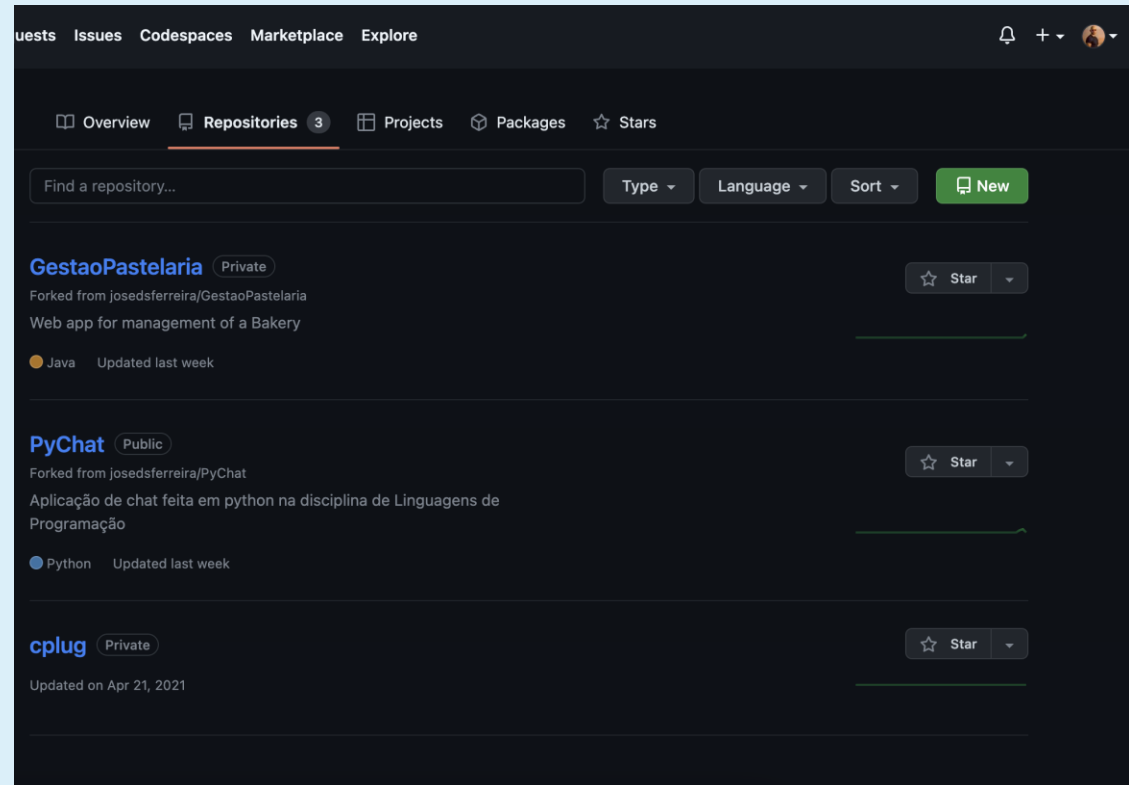 uests Issues Codespaces Marketplace Explore
Overview Repositories 3 Projects Packages Stars
Find a repository... Type Language Sort New
GestaoPastelaria Private
Star
Forked from josedsferreira/GestaoPastelaria
Web app for management of a Bakery
Java Updated last week
PyChat Public
Star
Forked from josedsferreira/PyChat
Aplicação de chat feita em python na disciplina de Linguagens de
Programação
Python Updated last week
cplug Private
Star
Updated on Apr 21, 2021